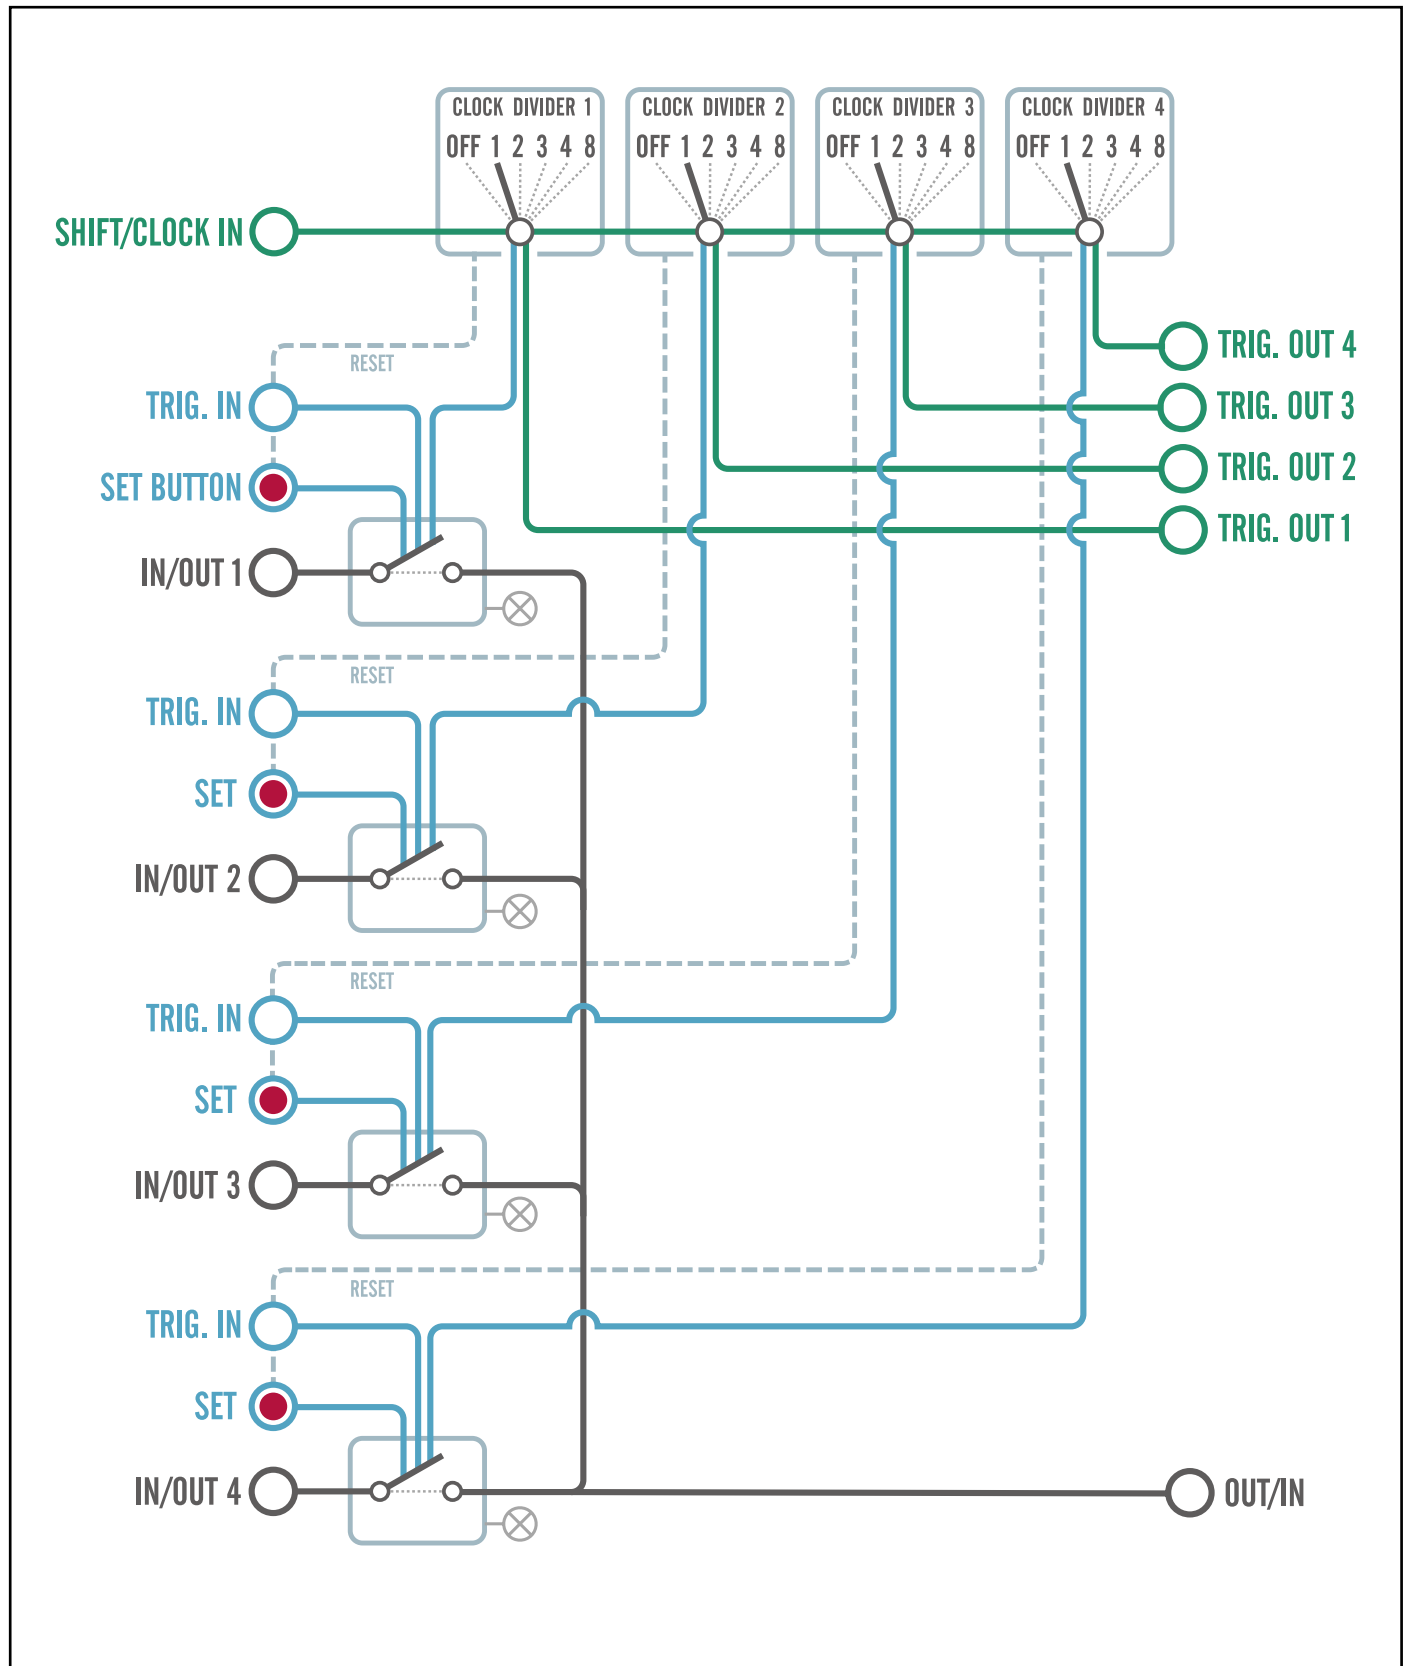 CLOCK DIVIDER 1
OFF 1 2 3 4 8
CLOCK DIVIDER 2
OFF 1 2 3 4 8
CLOCK DIVIDER 3
OFF 1 2 3 4 8
CLOCK DIVIDER 4
OFF 1 2 3 4 8
SHIFT/CLOCK IN
TRIG. OUT 4
RESET
TRIG. IN
TRIG. OUT 3
TRIG. OUT 2
SET BUTTON
TRIG. OUT 1
IN/OUT 1
RESET
TRIG. IN
SET
IN/OUT 2
RESET
TRIG. IN
SET
IN/OUT 3
RESET
TRIG. IN
SET
IN/OUT 4
OUT/IN